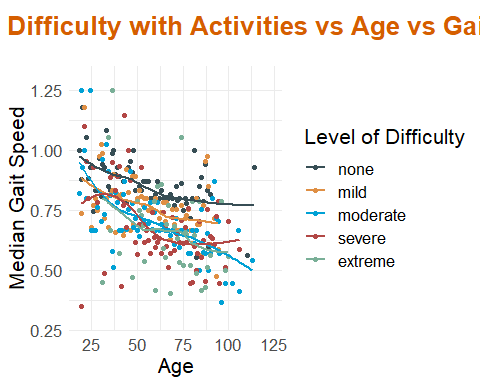 Difficulty with Activities vs Age vs Gai
Median Gait Speed
1.25
1.00
0.75
0.50
0.25
25 50 75 100 125
Age
Level of Difficulty
none
mild
moderate
severe
extreme